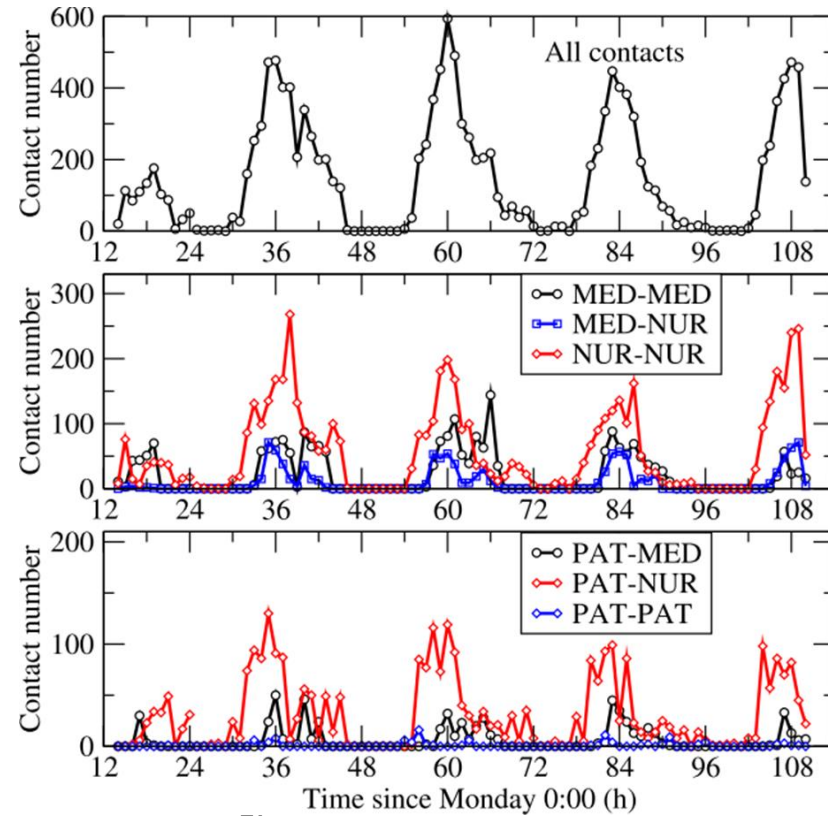 600
400
200
0
Contact number
All contacts
12 24 36 48 60 72 84 96 108
300
200
100
0
Contact number
MED-MED
MED-NUR
NUR-NUR
12 24 36 48 60 72 84 96 108
200
100
0
Contact number
PAT-MED
PAT-NUR
PAT-PAT
12 24 36 48 60 72 84 96 108
Time since Monday 0:00 (h)